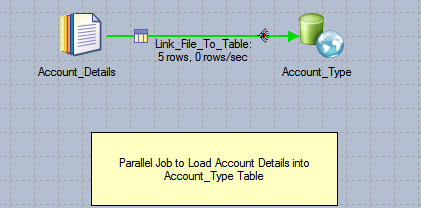 Link_File_To_Table:
5 rows, 0 rows/sec
Account_Details
Account_Type
Parallel Job to Load Account Details into
Account_Type Table